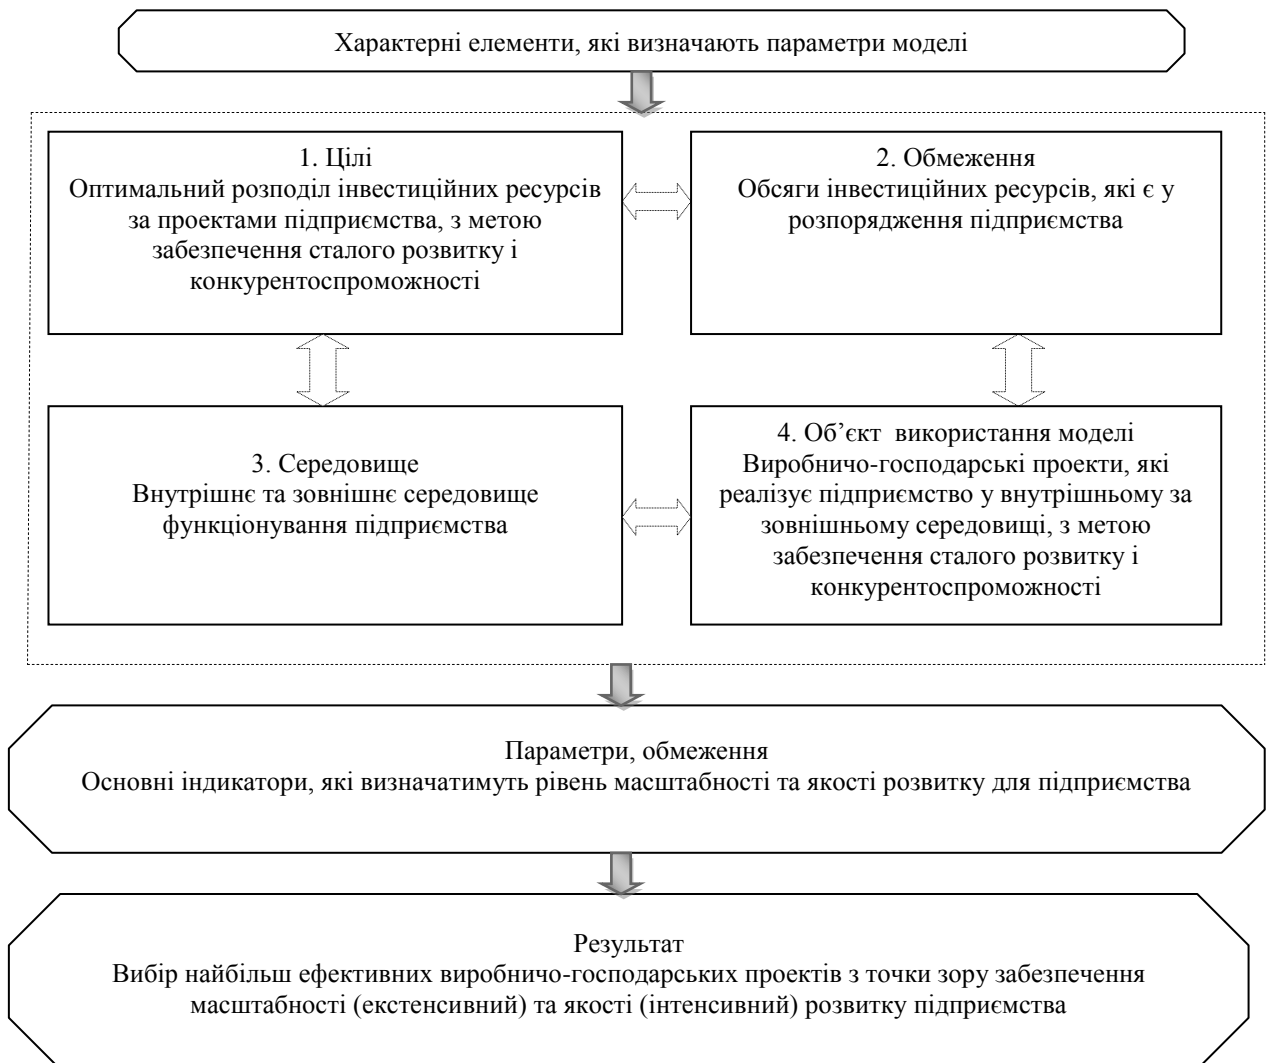 Характерні елементи, які визначають параметри моделі
1. Цілі
Оптимальний розподіл інвестиційних ресурсів
за проектами підприємства, з метою
забезпечення сталого розвитку і
конкурентоспроможності
2. Обмеження
Обсяги інвестиційних ресурсів, які є у
розпорядження підприємства
3. Середовище
Внутрішнє та зовнішнє середовище
функціонування підприємства
4. Об’єкт використання моделі
Виробничо-господарські проекти, які
реалізує підприємство у внутрішньому за
зовнішньому середовищі, з метою
забезпечення сталого розвитку і
конкурентоспроможності
Параметри, обмеження
Основні індикатори, які визначатимуть рівень масштабності та якості розвитку для підприємства
Результат
Вибір найбільш ефективних виробничо-господарських проектів з точки зору забезпечення
масштабності (екстенсивний) та якості (інтенсивний) розвитку підприємства